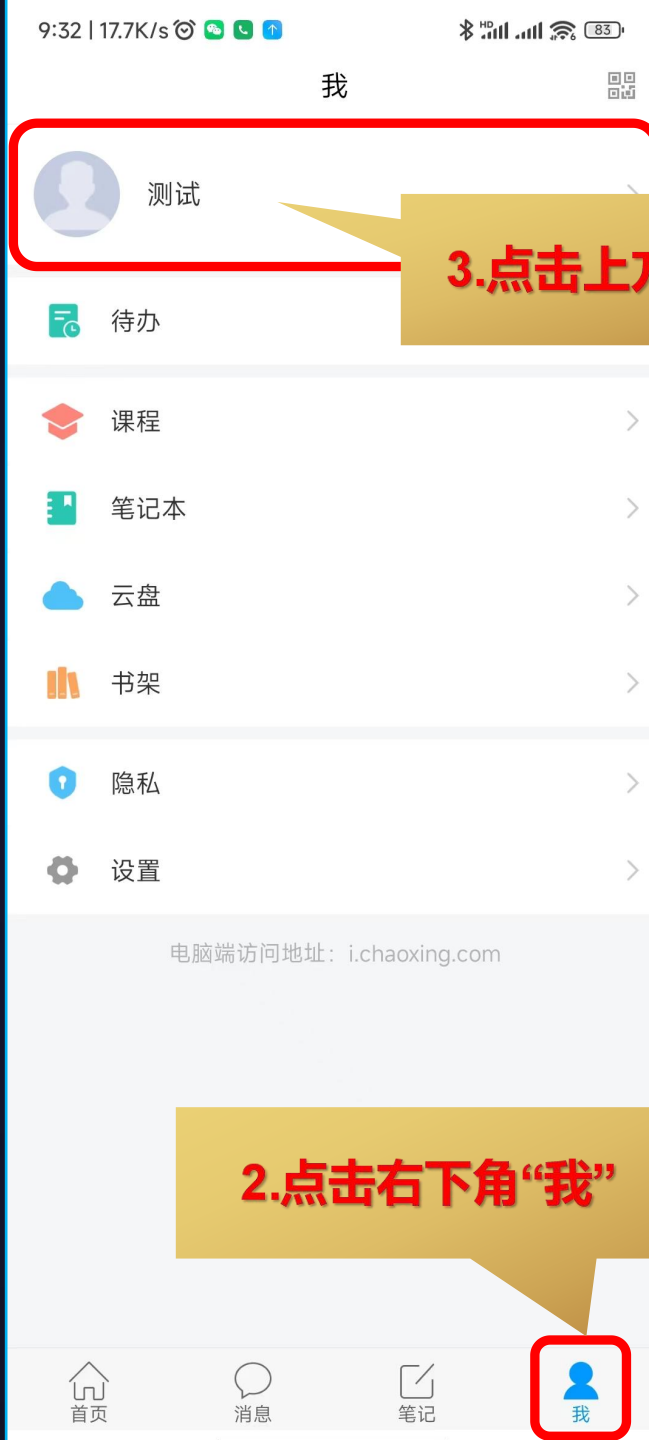 9:32 | 17.7K/s
HD
83
我
测试
3.点击上
待办
课程
笔记本
云盘
书架
隐私
设置
电脑端访问地址：i.chaoxing.com
2.点击右下角“我”
首页
消息
笔记
我